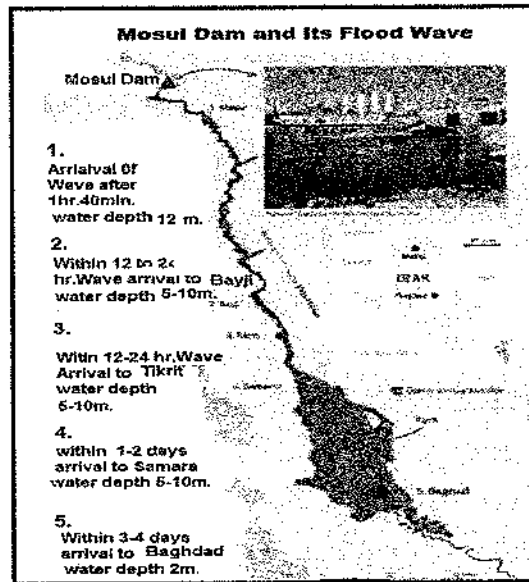 Mosul Dam and Its Flood Wave
Mosul Dam
1.
Arriaival 0f
Wave after
1hr.40min.
water depth 12 m.
2.
Within 12 to 24
hr.Wave arrival to Bayji
water depth 5-10m.
3.
Witin 12-24 hr,Wave
Arrival to Tikrit
water depth
5-10m.
4.
within 1-2 days
arrival to Samara
water depth 5-10m.
5. Baghdad
5.
Within 3-4 days
arrival to Baghdad
water depth 2m.